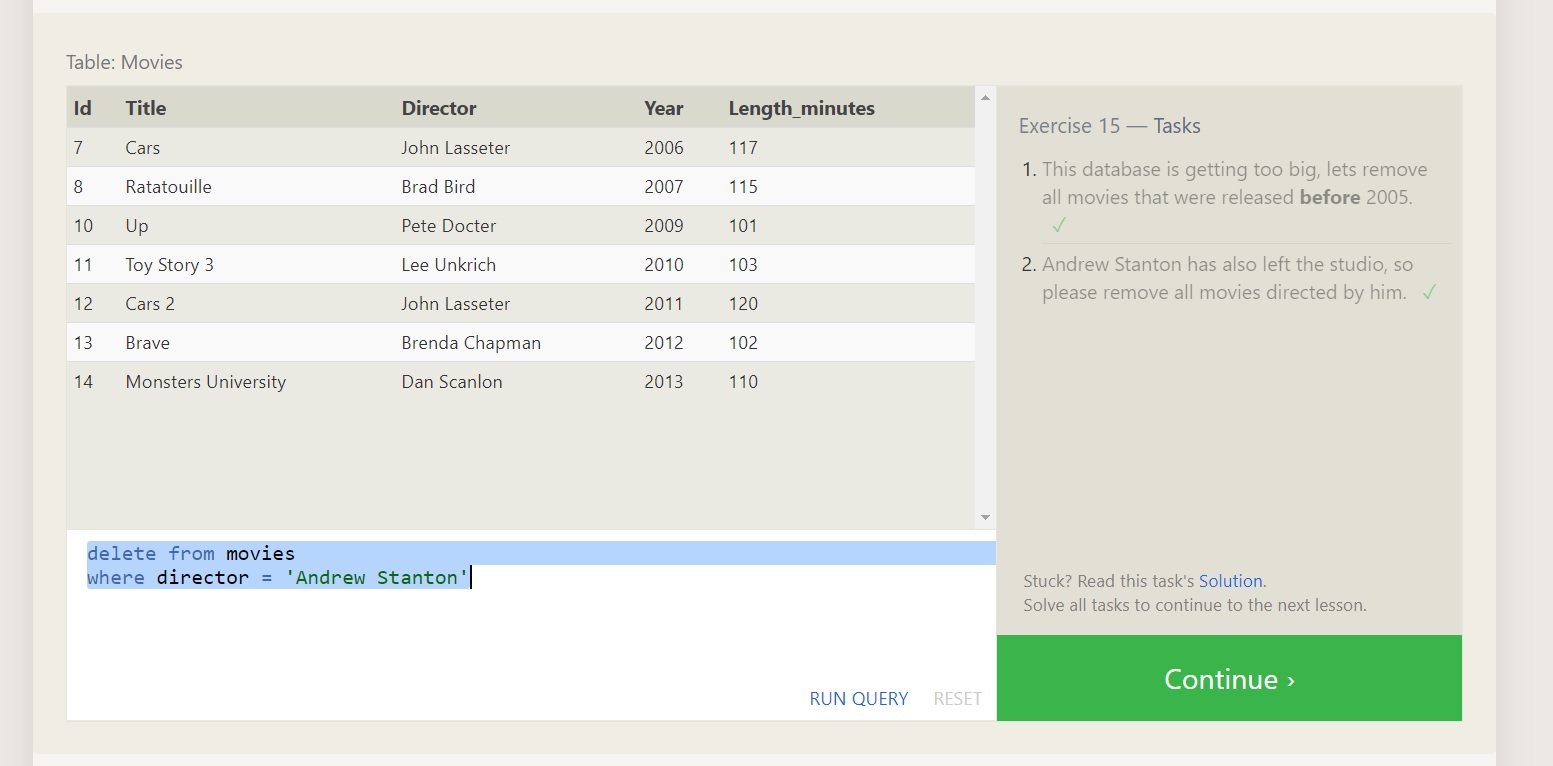 Table: Movies
Id Title Director Year Length_minutes
7 Cars John Lasseter 2006 117
8 Ratatouille Brad Bird 2007 115
10 Up Pete Docter 2009 101
11 Toy Story 3 Lee Unkrich 2010 103
12 Cars 2 John Lasseter 2011 120
13 Brave Brenda Chapman 2012 102
14 Monsters University Dan Scanlon 2013 110
delete from movies
where director = 'Andrew Stanton'
RUN QUERY RESET
Exercise 15 — Tasks
1. This database is getting too big, lets remove
all movies that were released before 2005.
✓
2. Andrew Stanton has also left the studio, so
please remove all movies directed by him. ✓
Stuck? Read this task's Solution.
Solve all tasks to continue to the next lesson.
Continue ›